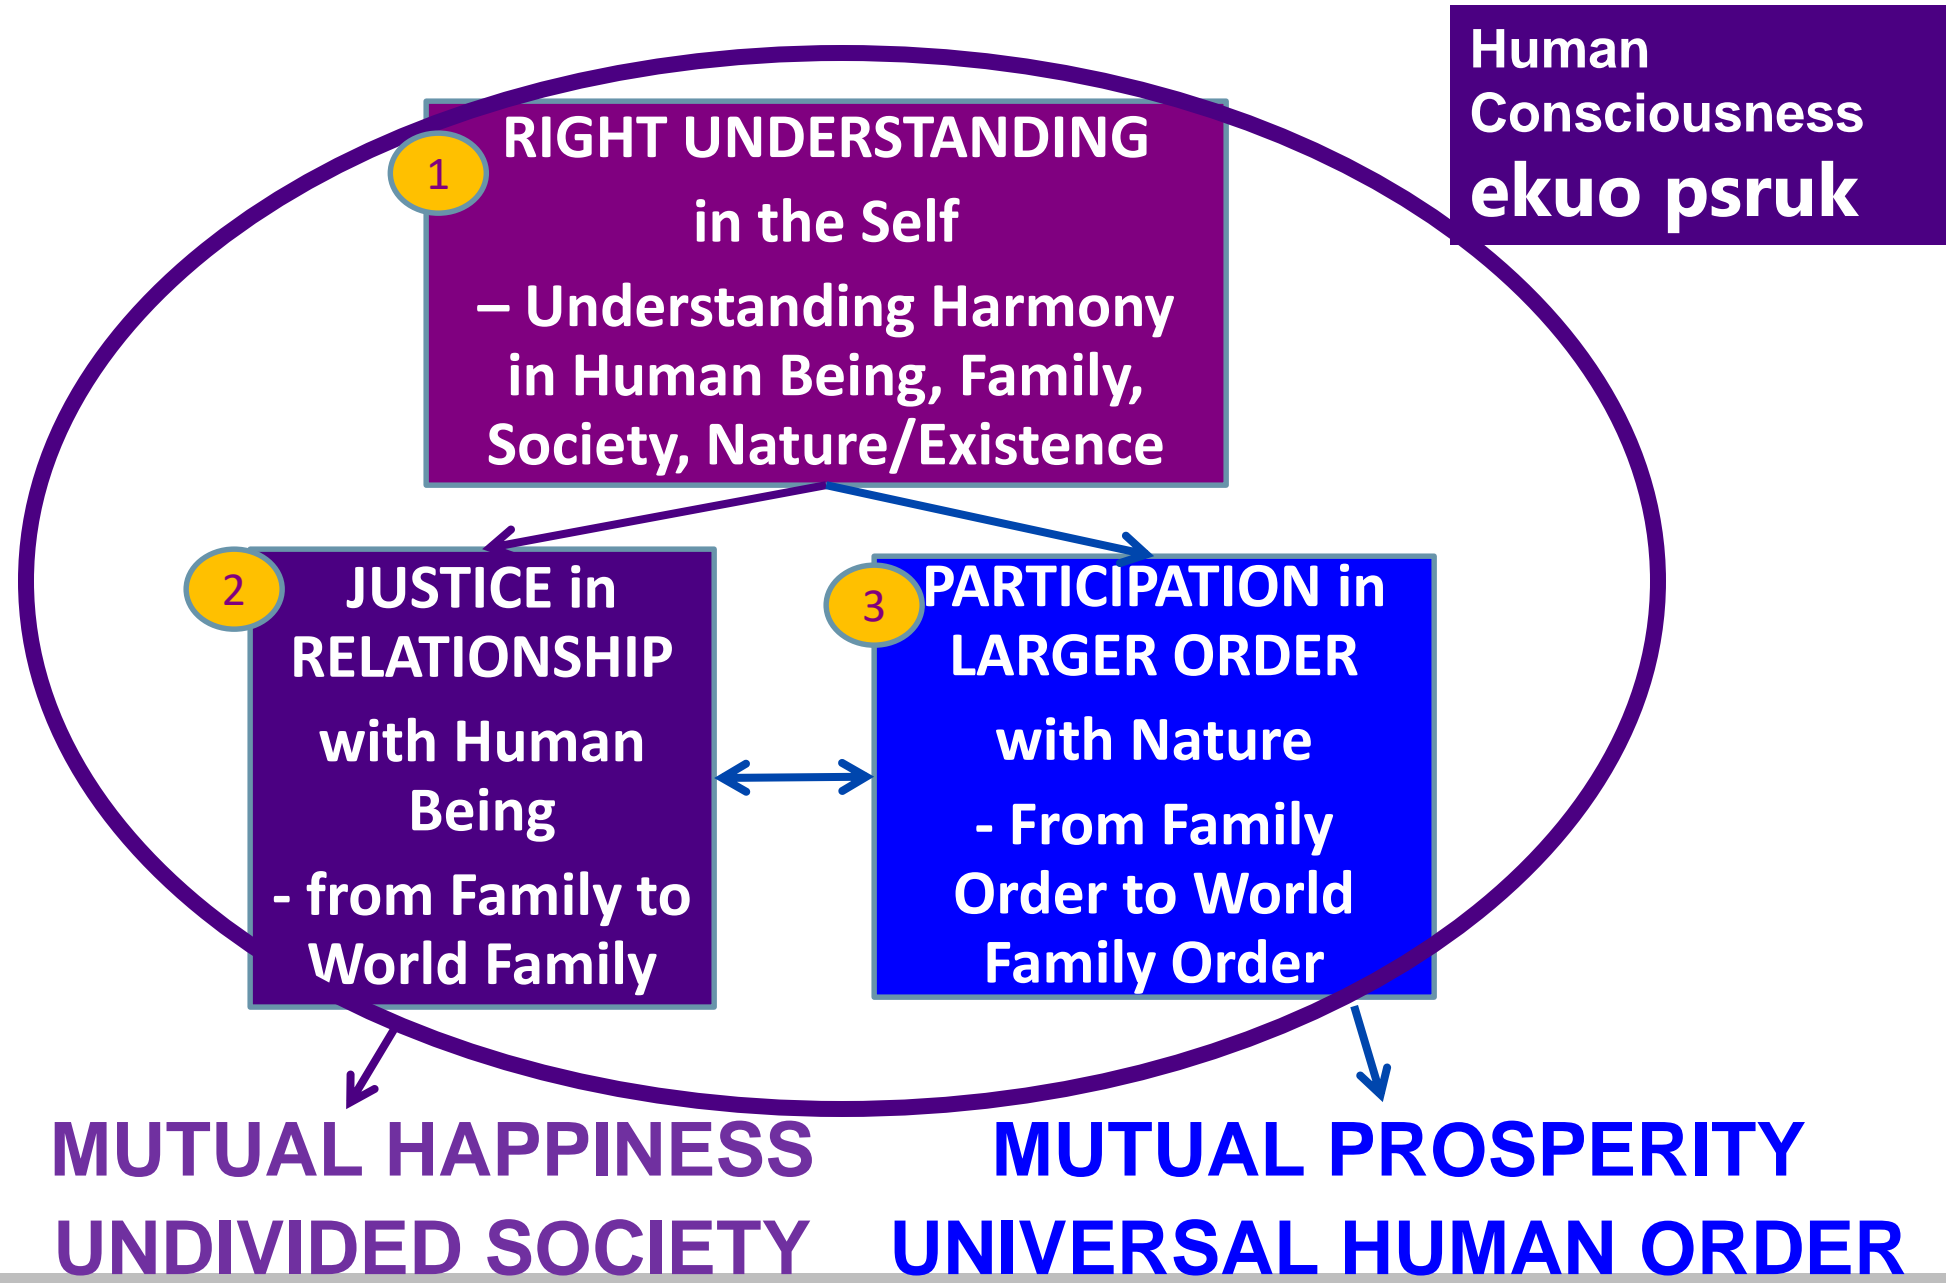 Human
Consciousness
ekuo psruk
1
RIGHT UNDERSTANDING
in the Self
– Understanding Harmony
in Human Being, Family,
Society, Nature/Existence
2
JUSTICE in
RELATIONSHIP
with Human
Being
- from Family to
World Family
3
PARTICIPATION in
LARGER ORDER
with Nature
- From Family
Order to World
Family Order
MUTUAL HAPPINESS
UNDIVIDED SOCIETY
MUTUAL PROSPERITY
UNIVERSAL HUMAN ORDER